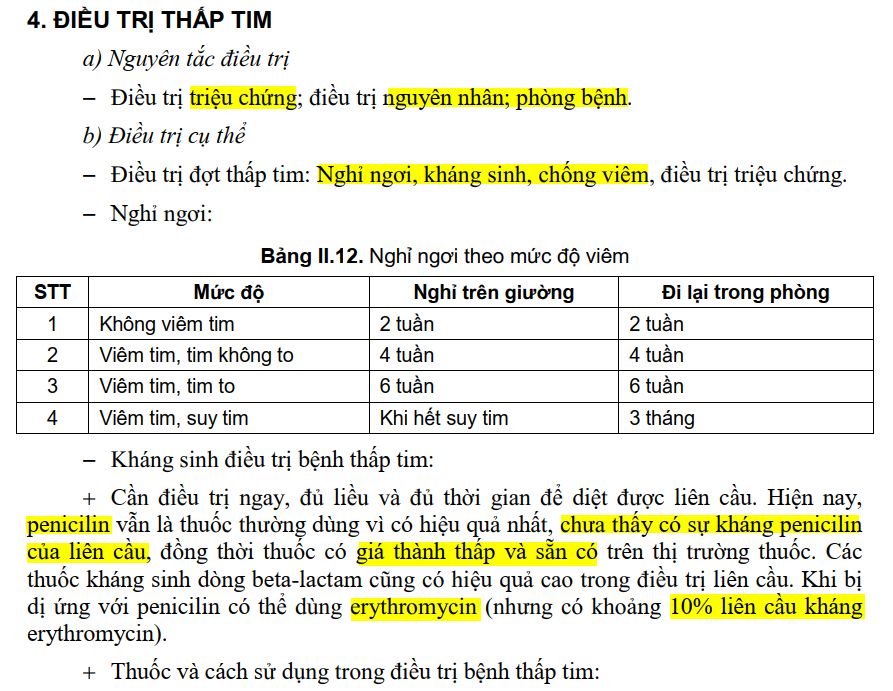 4. ĐIỀU TRỊ THẤP TIM
a) Nguyên tắc điều trị
– Điều trị triệu chứng; điều trị nguyên nhân; phòng bệnh.
b) Điều trị cụ thể
– Điều trị đợt thấp tim: Nghỉ ngơi, kháng sinh, chống viêm, điều trị triệu chứng.
– Nghỉ ngơi:
Bảng II.12. Nghỉ ngơi theo mức độ viêm
STT Mức độ Nghỉ trên giường Đi lại trong phòng
1 Không viêm tim 2 tuần 2 tuần
2 Viêm tim, tim không to 4 tuần 4 tuần
3 Viêm tim, tim to 6 tuần 6 tuần
4 Viêm tim, suy tim Khi hết suy tim 3 tháng
– Kháng sinh điều trị bệnh thấp tim:
+ Cần điều trị ngay, đủ liều và đủ thời gian để diệt được liên cầu. Hiện nay,
penicilin vẫn là thuốc thường dùng vì có hiệu quả nhất, chưa thấy có sự kháng penicilin
của liên cầu, đồng thời thuốc có giá thành thấp và sẵn có trên thị trường thuốc. Các
thuốc kháng sinh dòng beta-lactam cũng có hiệu quả cao trong điều trị liên cầu. Khi bị
dị ứng với penicilin có thể dùng erythromycin (nhưng có khoảng 10% liên cầu kháng
erythromycin).
+ Thuốc và cách sử dụng trong điều trị bệnh thấp tim: